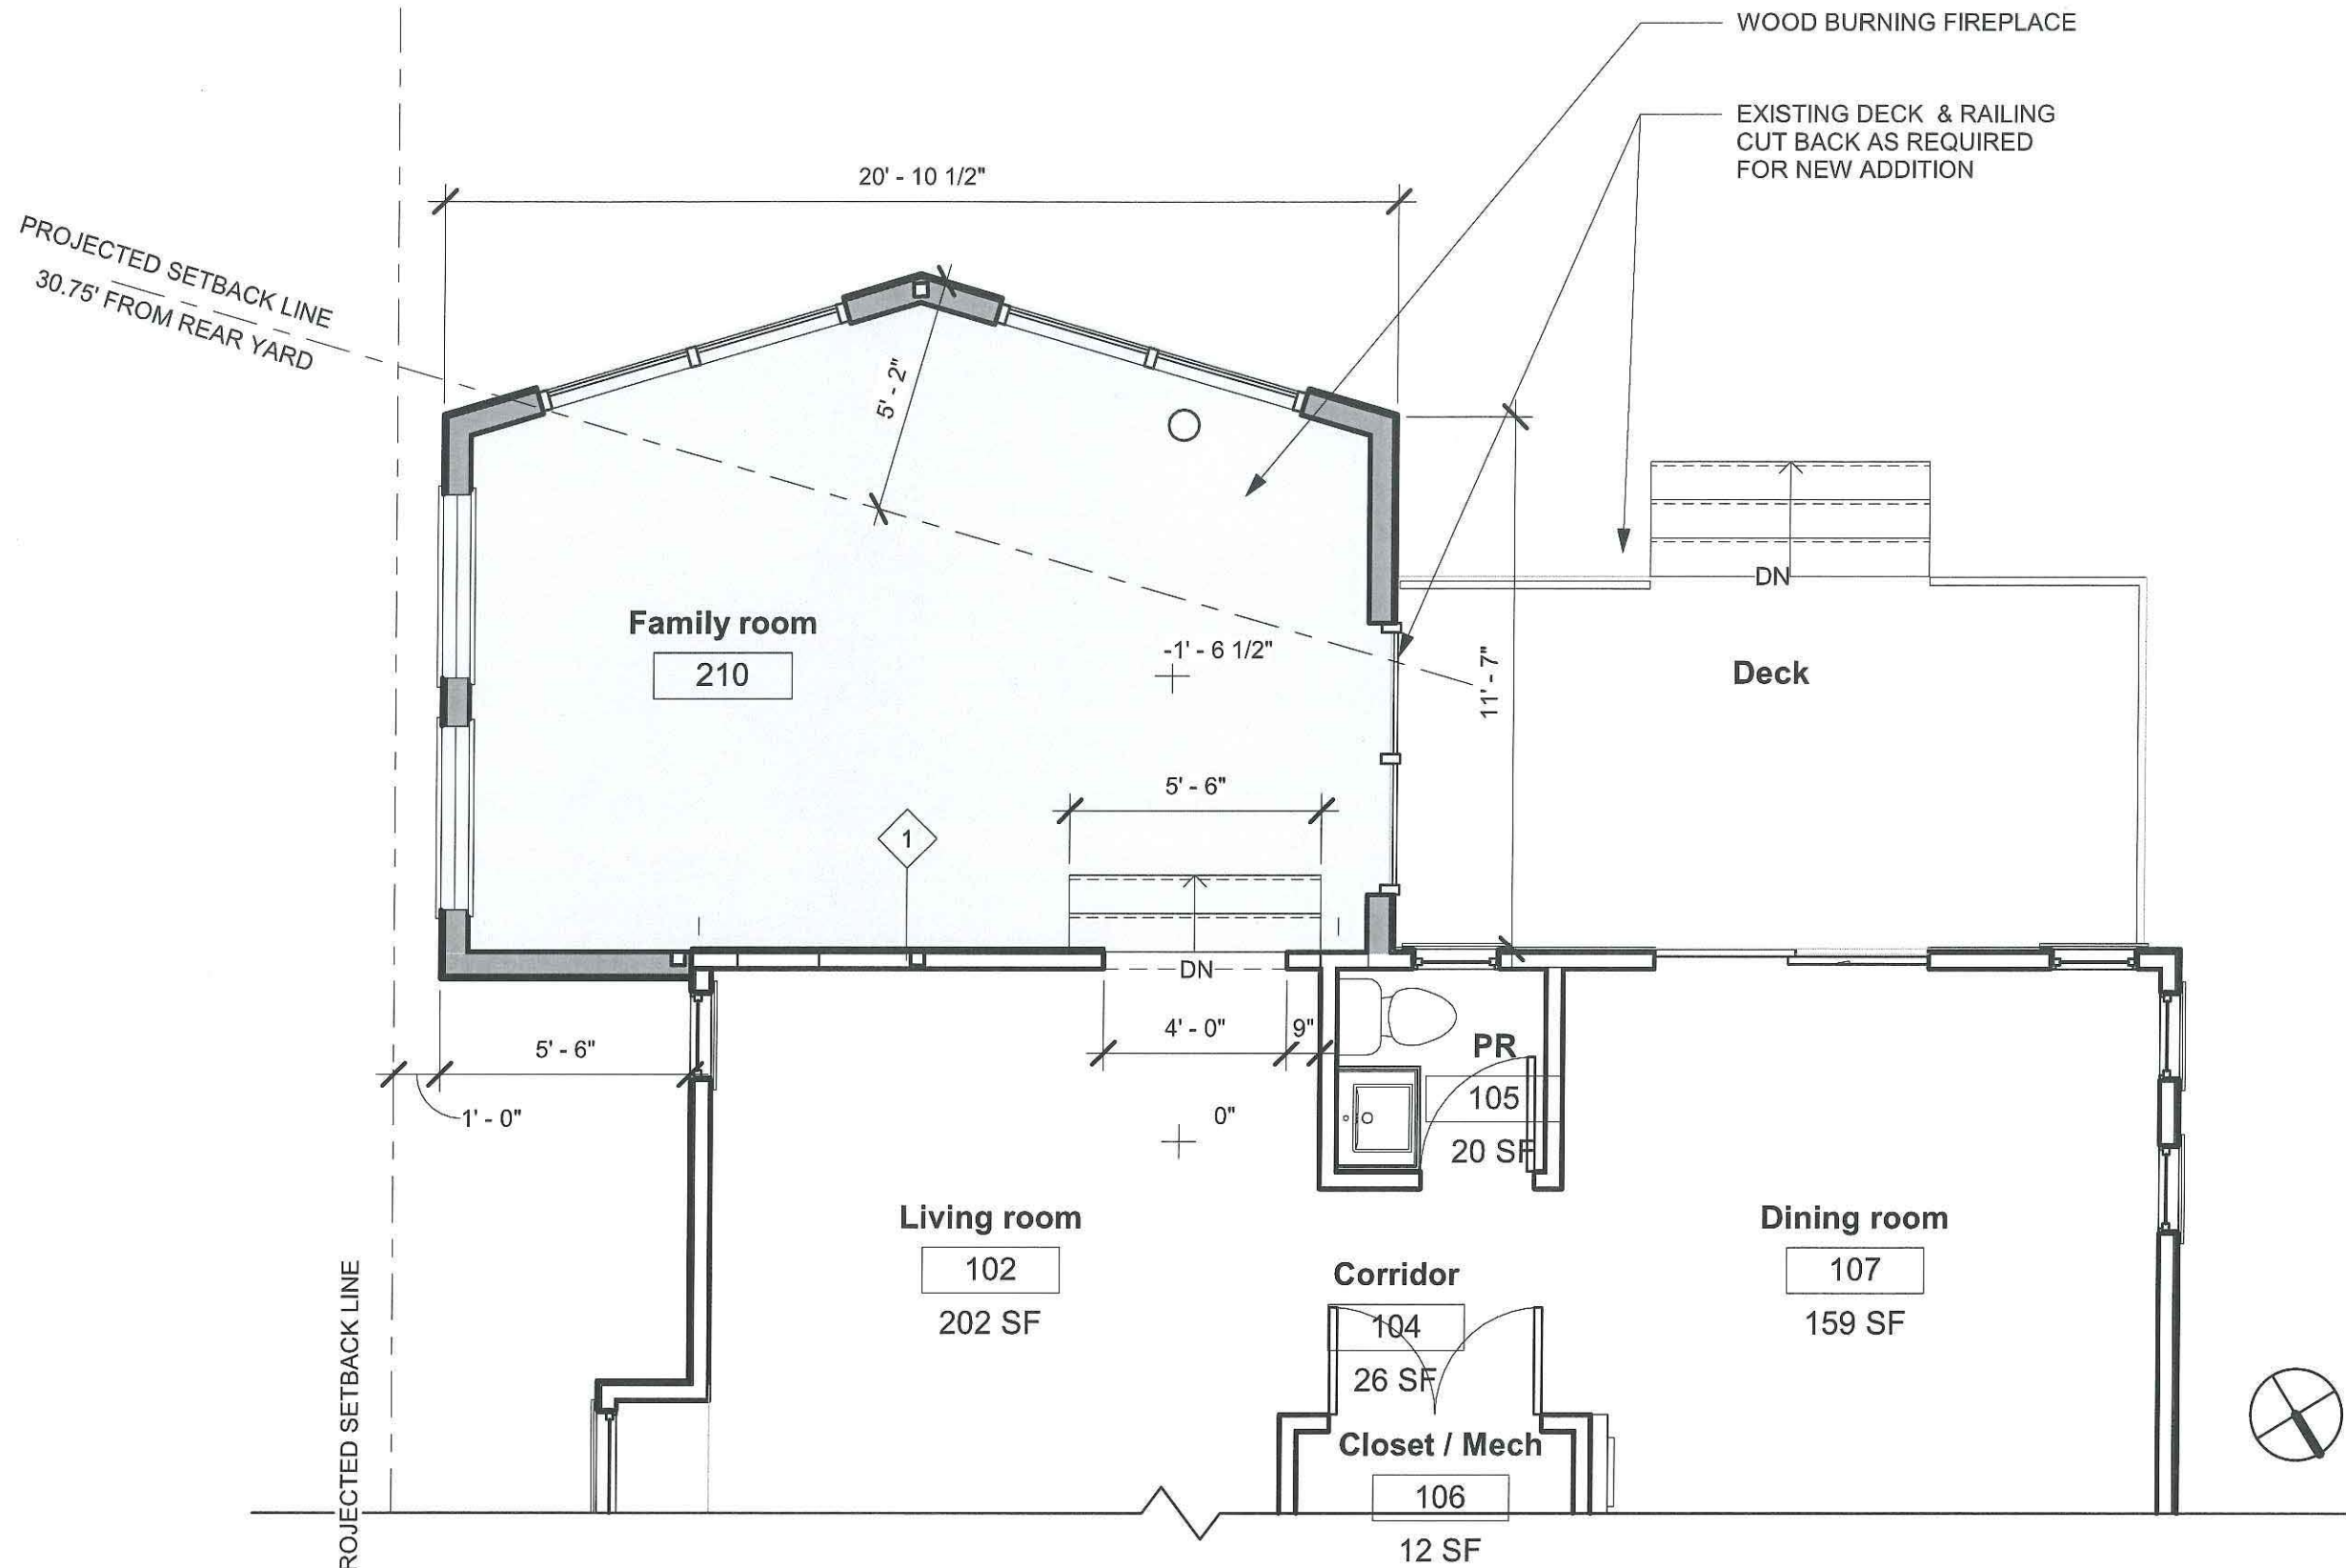 WOOD BURNING FIREPLACE
EXISTING DECK & RAILING
CUT BACK AS REQUIRED
FOR NEW ADDITION
20' - 10 1/2"
PROJECTED SETBACK LINE
30.75' FROM REAR YARD
5' - 2"
DN
Family room
210
-1' - 6 1/2"
11' - 7"
Deck
5' - 6"
1
DN
4' - 0"
9"
5' - 6"
1' - 0"
PR
105
20 SF
0"
Living room
102
202 SF
Corridor
104
26 SF
Dining room
107
159 SF
Closet / Mech
106
12 SF
ROJECTED SETBACK LINE